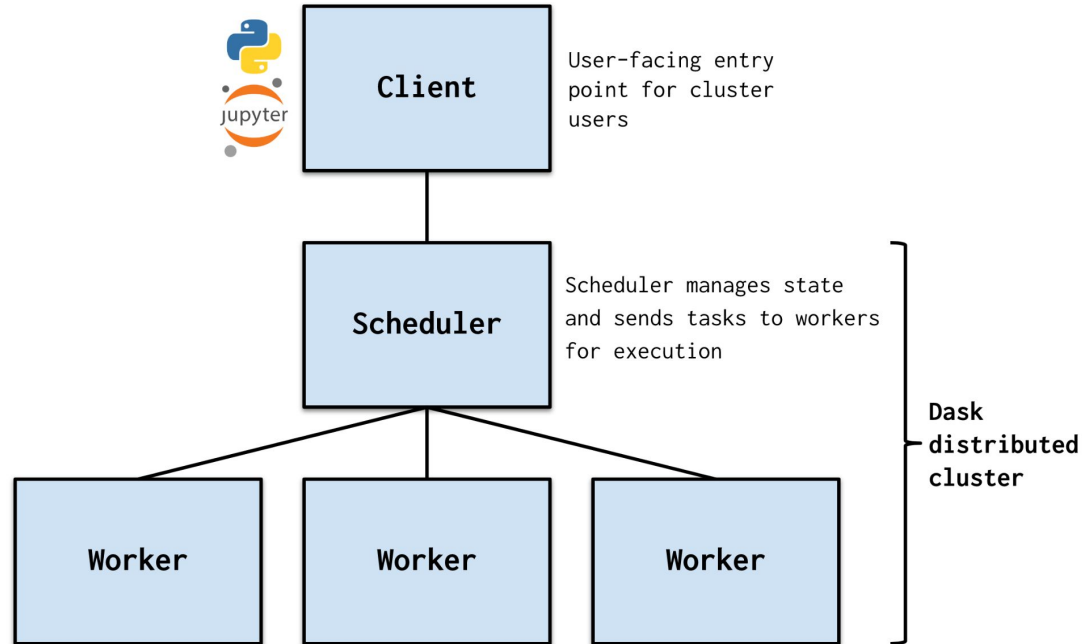 jupyter
Client
User-facing entry
point for cluster
users
Scheduler
Scheduler manages state
and sends tasks to workers
for execution
Dask
distributed
cluster
Worker
Worker
Worker